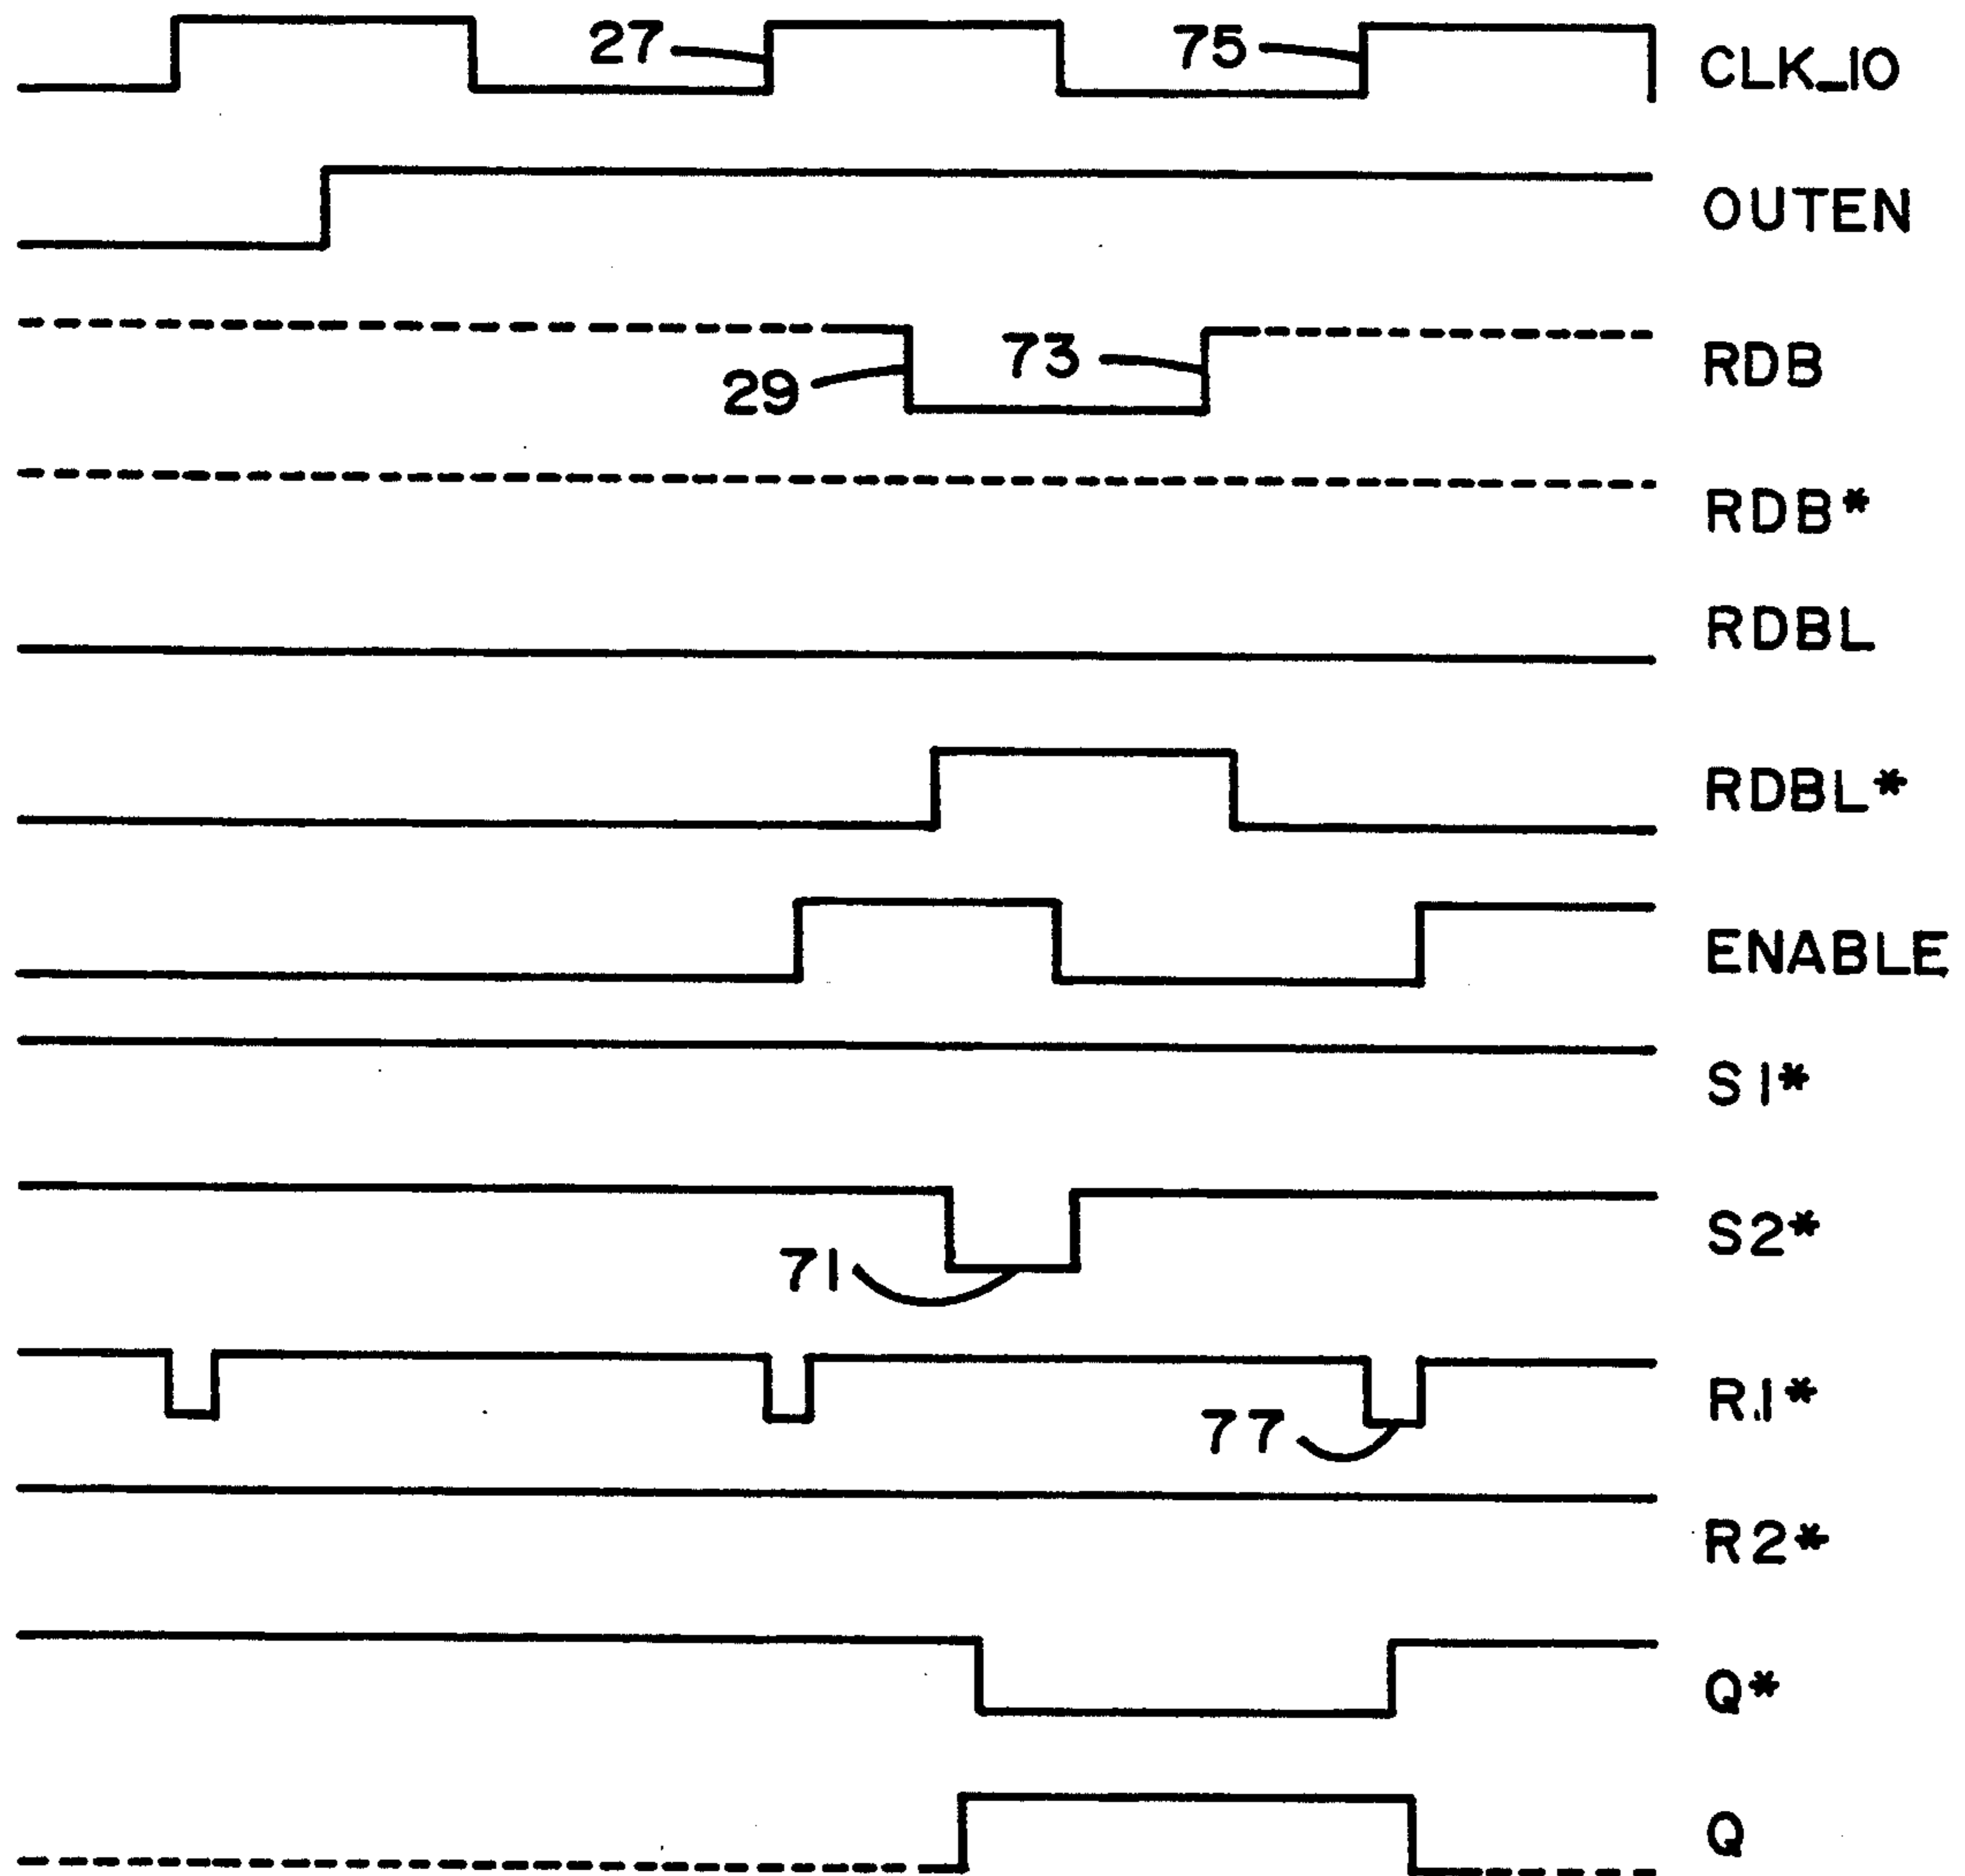 27
75
CLK_IO
OUTEN
RDB
73
29
RDB*
RDBL
RDBL*
ENABLE
S1*
S2*
71
R1*
77
R2*
Q*
Q